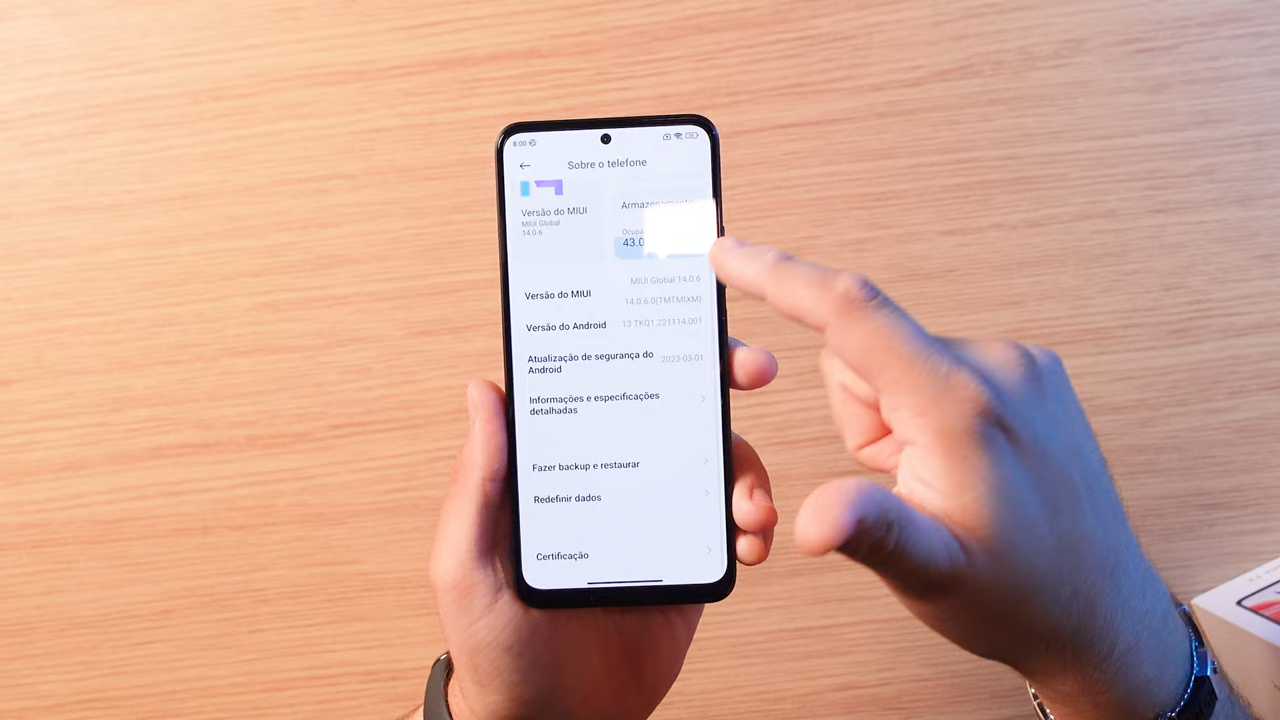 8:00
Sobre o telefone
Versão do MIUI
MIUI Global
14.0.6
Armazenamento
43.0
Versão do MIUI
MIUI Global 14.0.6
14.0.6.0(TMTMIXM)
Versão do Android
13 TKQ1.221114.001
Atualização de segurança do
Android
2023-03-01
Informações e especificações
detalhadas
Fazer backup e restaurar
Redefinir dados
Certificação